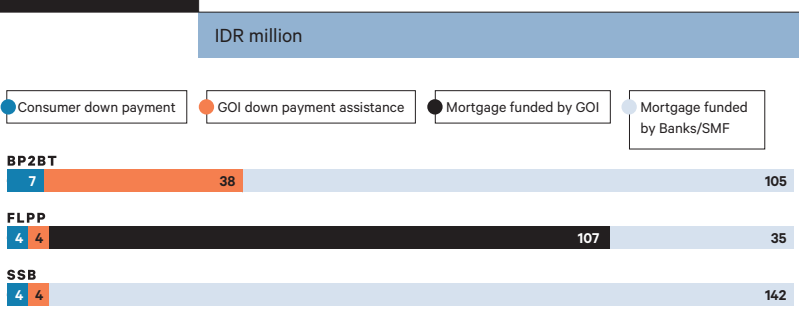 IDR million
Consumer down payment
GOI down payment assistance
Mortgage funded by GOI
Mortgage funded
by Banks/SMF
BP2BT
7 38 105
FLPP
4 4 107 35
SSB
4 4 142